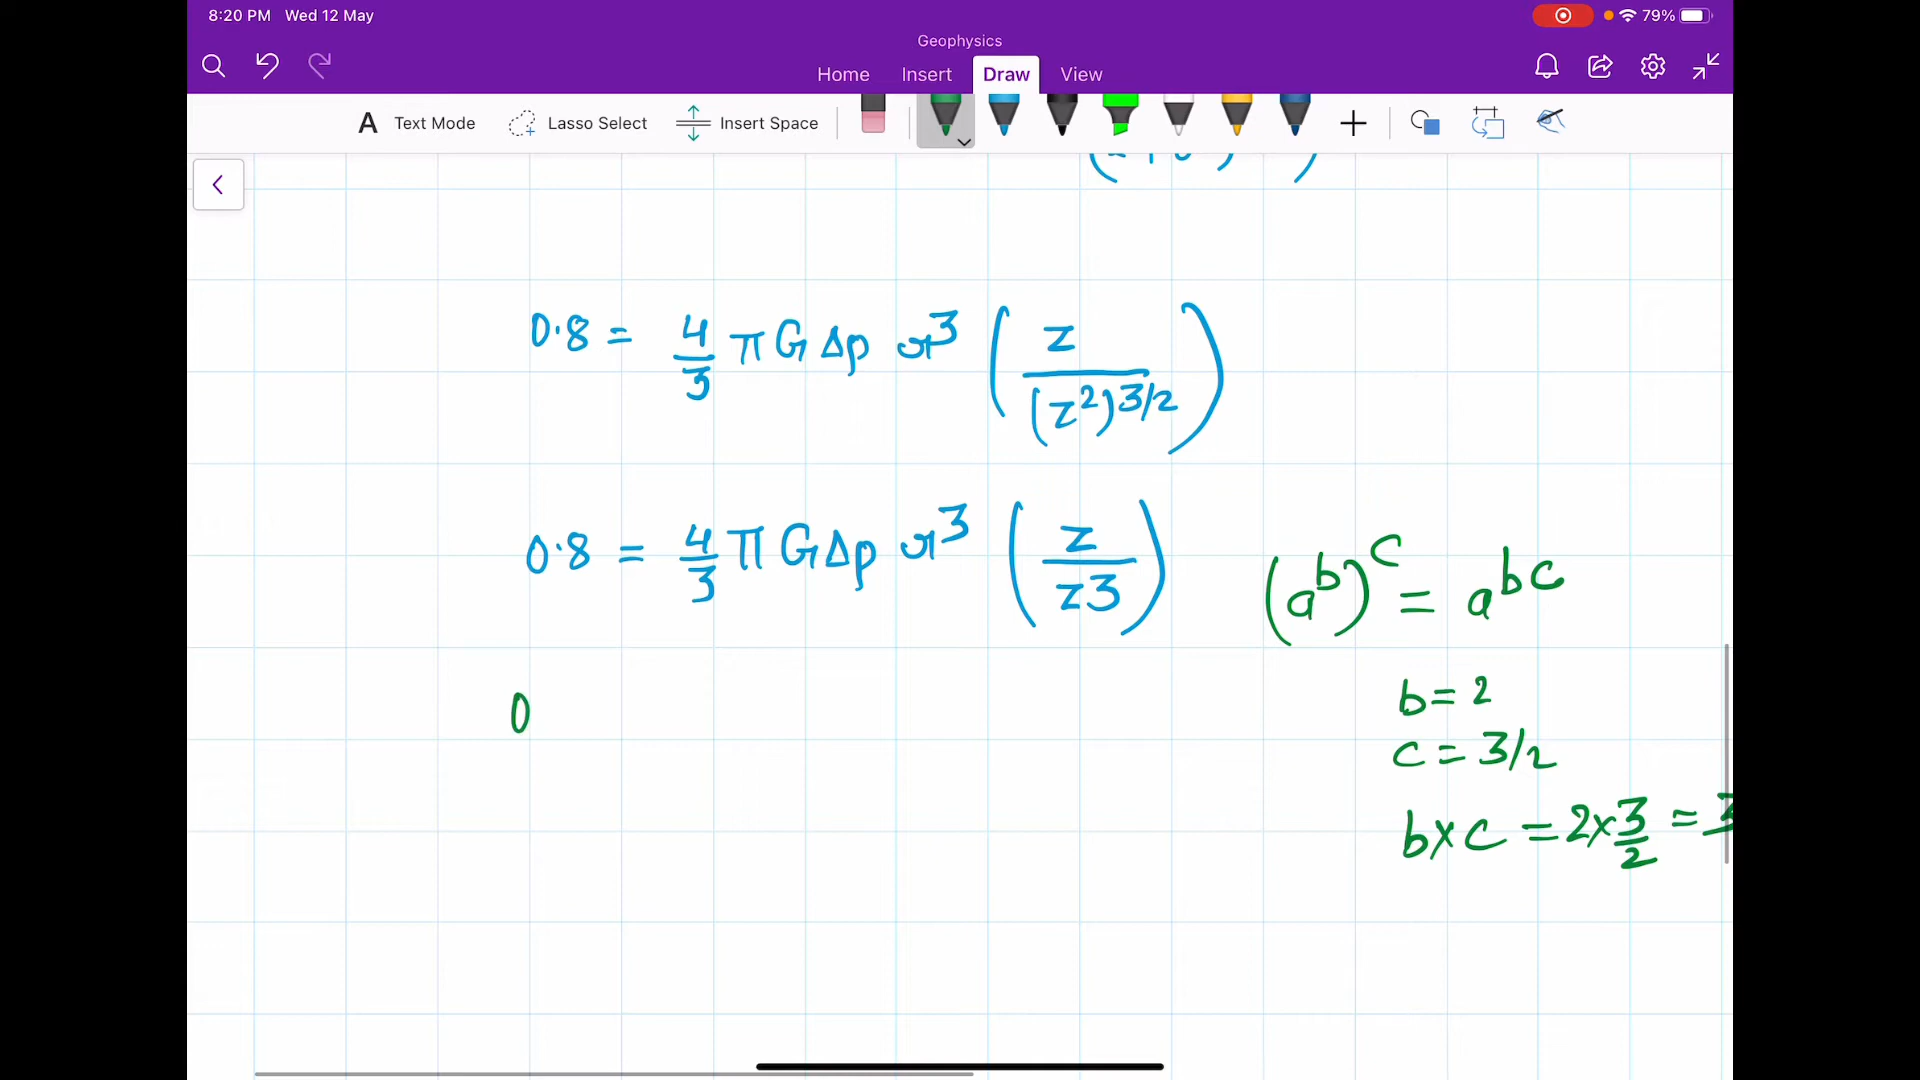 8:20 PM Wed 12 May 79%
Geophysics
Home Insert Draw View
A Text Mode Lasso Select Insert Space
0.8 = 4/3 π G Δρ r³ ( z / (z²)^3/2 )
0.8 = 4/3 π G Δρ r³ ( z / z3 )
(a^b)^c = a^bc
b = 2
0
c = 3/2
b×c = 2×3/2 = 3